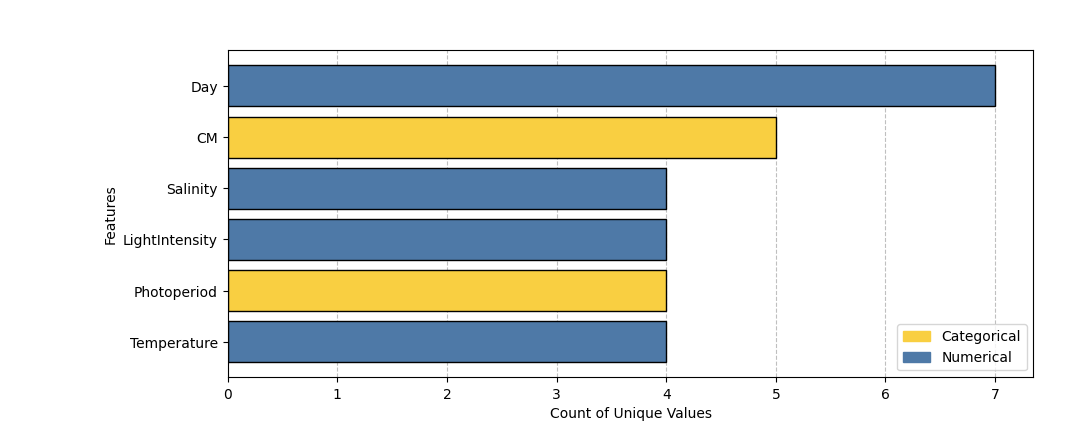 Features
Day
CM
Salinity
LightIntensity
Photoperiod
Temperature
Categorical
Numerical
0 1 2 3 4 5 6 7
Count of Unique Values